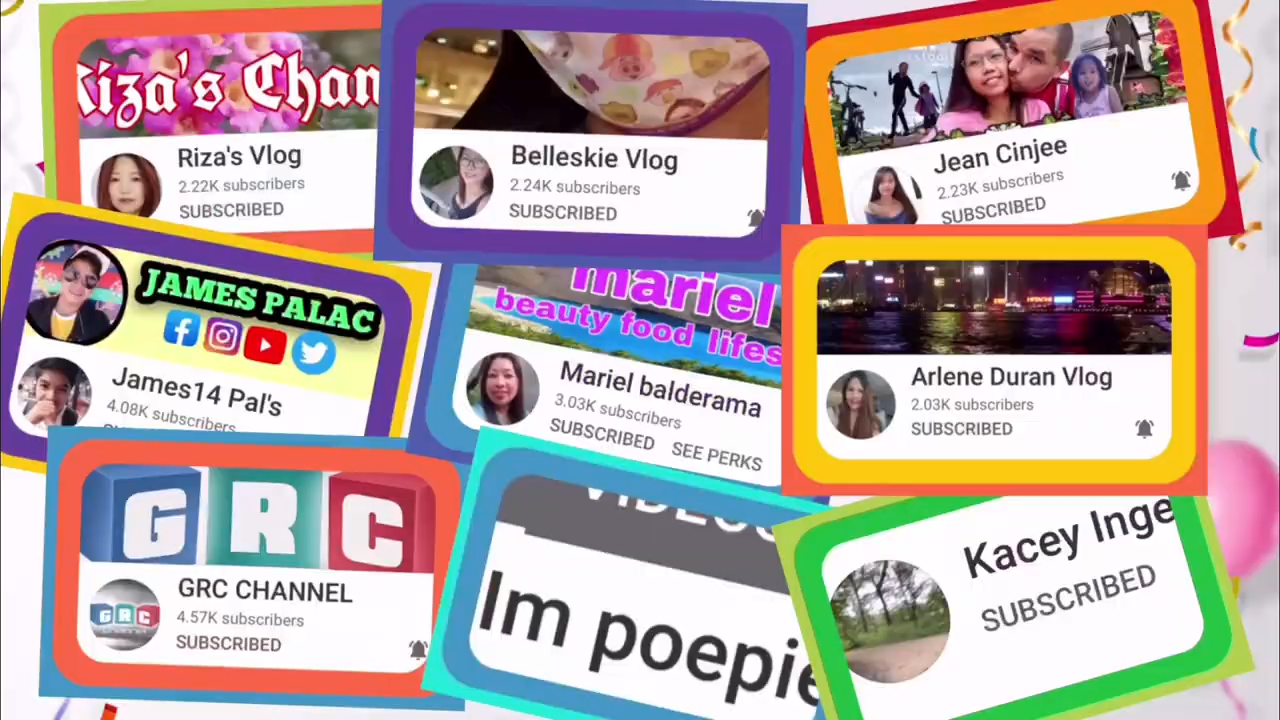 Riza's Chan
Riza's Vlog
2.22K subscribers
SUBSCRIBED
Belleskie Vlog
2.24K subscribers
SUBSCRIBED
Jean Cinjee
2.23K subscribers
SUBSCRIBED
JAMES PALAC
James14 Pal's
4.08K subscribers
mariel
beauty food lifes
Mariel balderama
3.03K subscribers
SUBSCRIBED SEE PERKS
Arlene Duran Vlog
2.03K subscribers
SUBSCRIBED
GRC
GRC CHANNEL
4.57K subscribers
SUBSCRIBED
VIDEOS
Im poepie
Kacey Inge
SUBSCRIBED